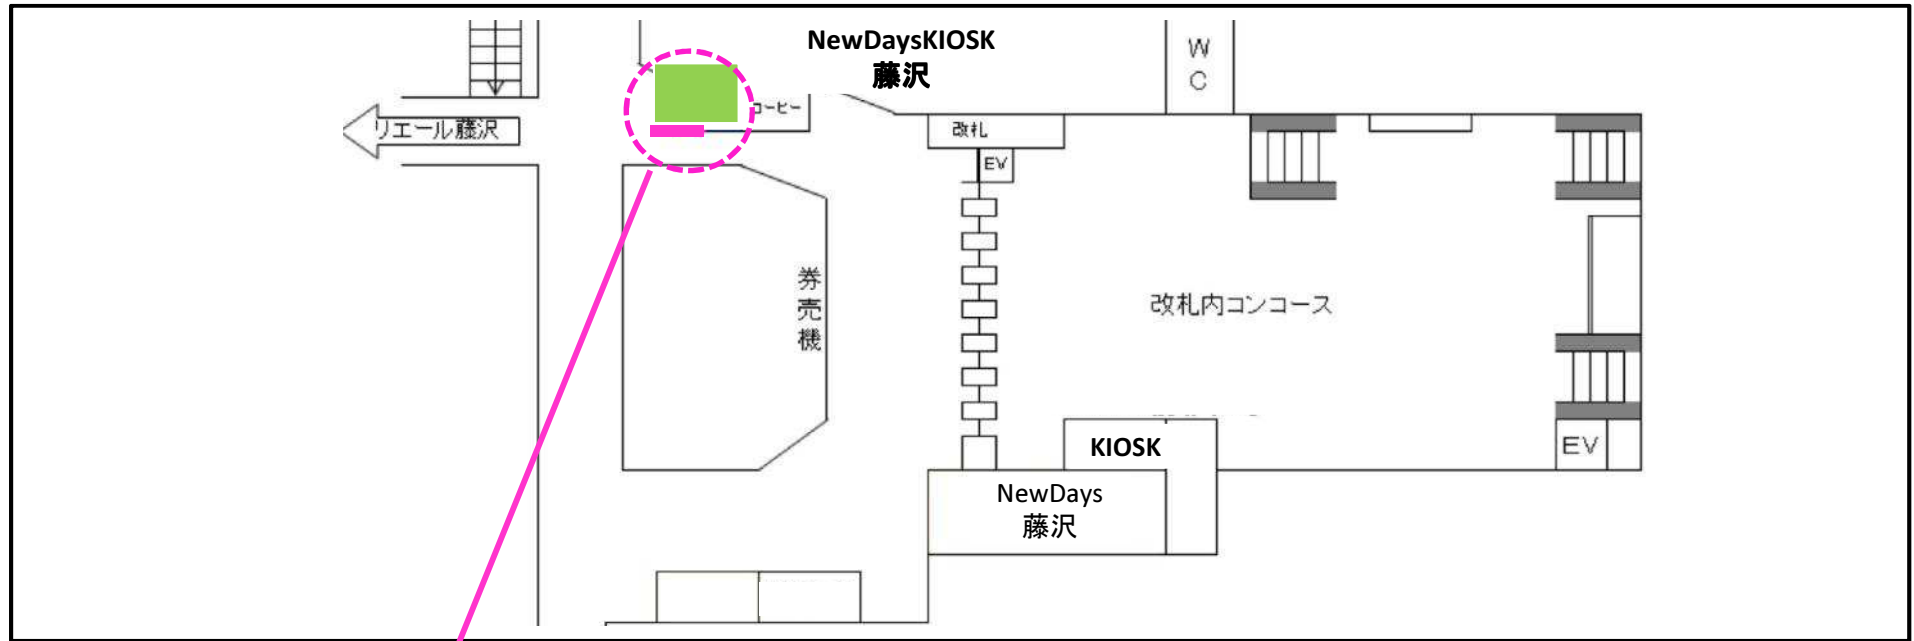 NewDaysKIOSK
藤沢
W
C
コーヒー
リエール藤沢
改札
EV
券
売
機
改札内コンコース
KIOSK
EV
NewDays
藤沢